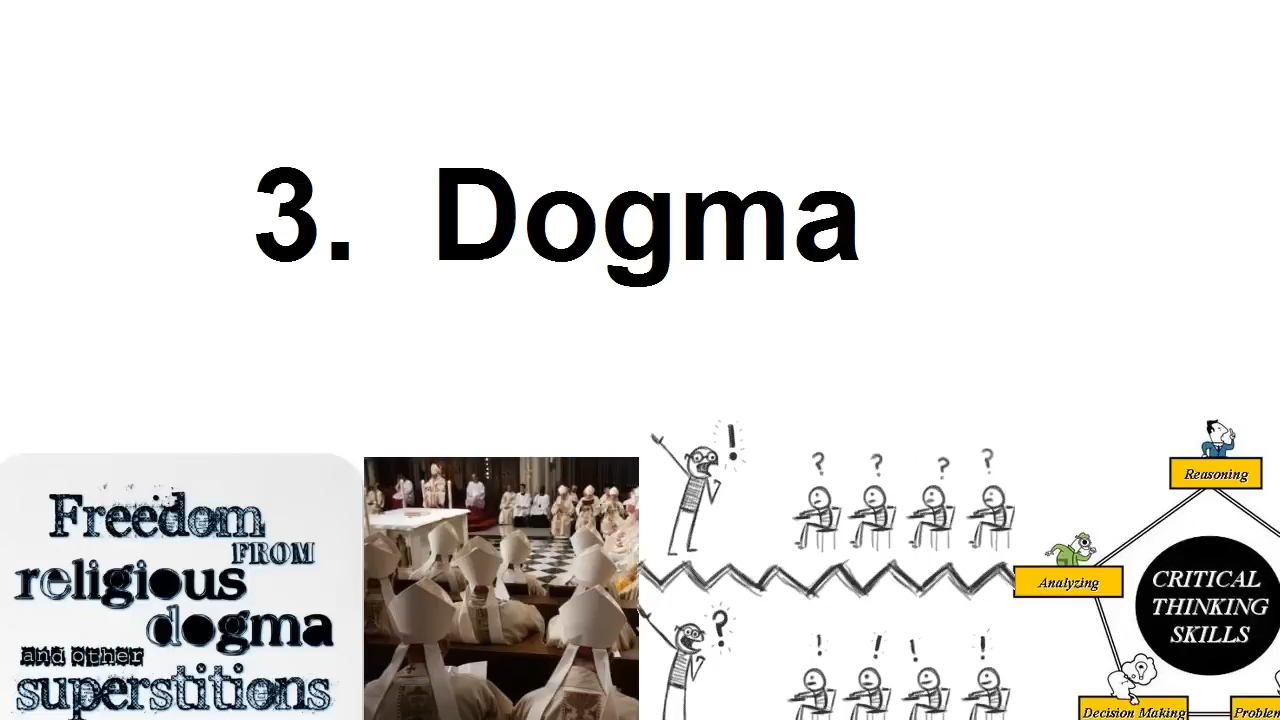 3. Dogma
Freedom
FROM
religious
dogma
and other
superstitions
!
? ? ? ?
?
! ! ! !
Reasoning
Analyzing
CRITICAL
THINKING
SKILLS
Decision Making